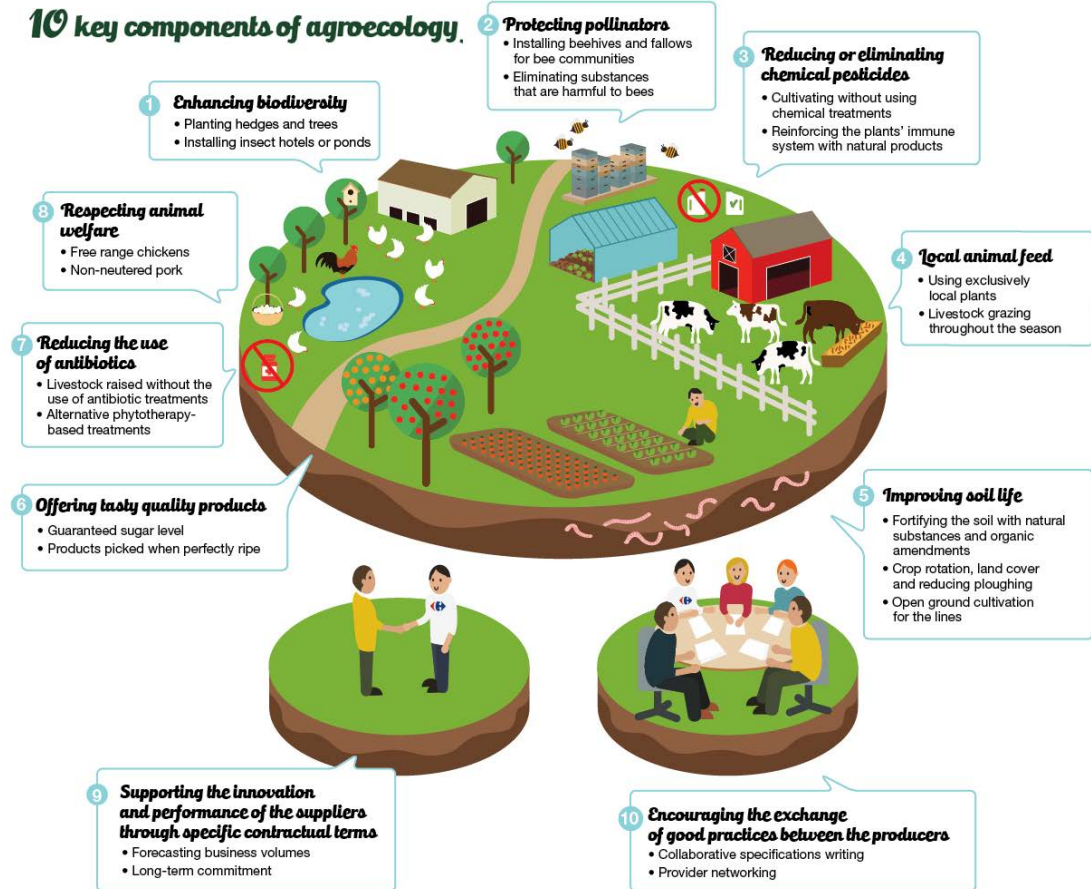 10 key components of agroecology.
1
Enhancing biodiversity
• Planting hedges and trees
• Installing insect hotels or ponds
2
Protecting pollinators
• Installing beehives and fallows
for bee communities
• Eliminating substances
that are harmful to bees
3
Reducing or eliminating
chemical pesticides
• Cultivating without using
chemical treatments
• Reinforcing the plants' immune
system with natural products
4
Local animal feed
• Using exclusively
local plants
• Livestock grazing
throughout the season
5
Improving soil life
• Fortifying the soil with natural
substances and organic
amendments
• Crop rotation, land cover
and reducing ploughing
• Open ground cultivation
for the lines
6
Offering tasty quality products
• Guaranteed sugar level
• Products picked when perfectly ripe
7
Reducing the use
of antibiotics
• Livestock raised without the
use of antibiotic treatments
• Alternative phytotherapy-
based treatments
8
Respecting animal
welfare
• Free range chickens
• Non-neutered pork
9
Supporting the innovation
and performance of the suppliers
through specific contractual terms
• Forecasting business volumes
• Long-term commitment
10
Encouraging the exchange
of good practices between the producers
• Collaborative specifications writing
• Provider networking